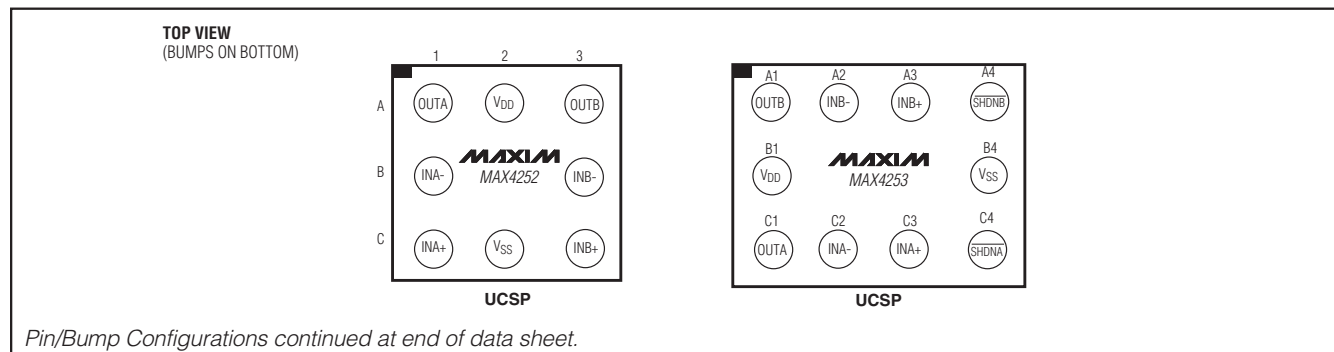 TOP VIEW
(BUMPS ON BOTTOM)
1 2 3
A OUTA VDD OUTB
B INA- MAXIM INB-
MAX4252
C INA+ VSS INB+
UCSP
A1 A2 A3 A4
OUTB INB- INB+ SHDNB
B1 B4
VDD MAXIM VSS
MAX4253
C1 C2 C3 C4
OUTA INA- INA+ SHDNA
UCSP
Pin/Bump Configurations continued at end of data sheet.